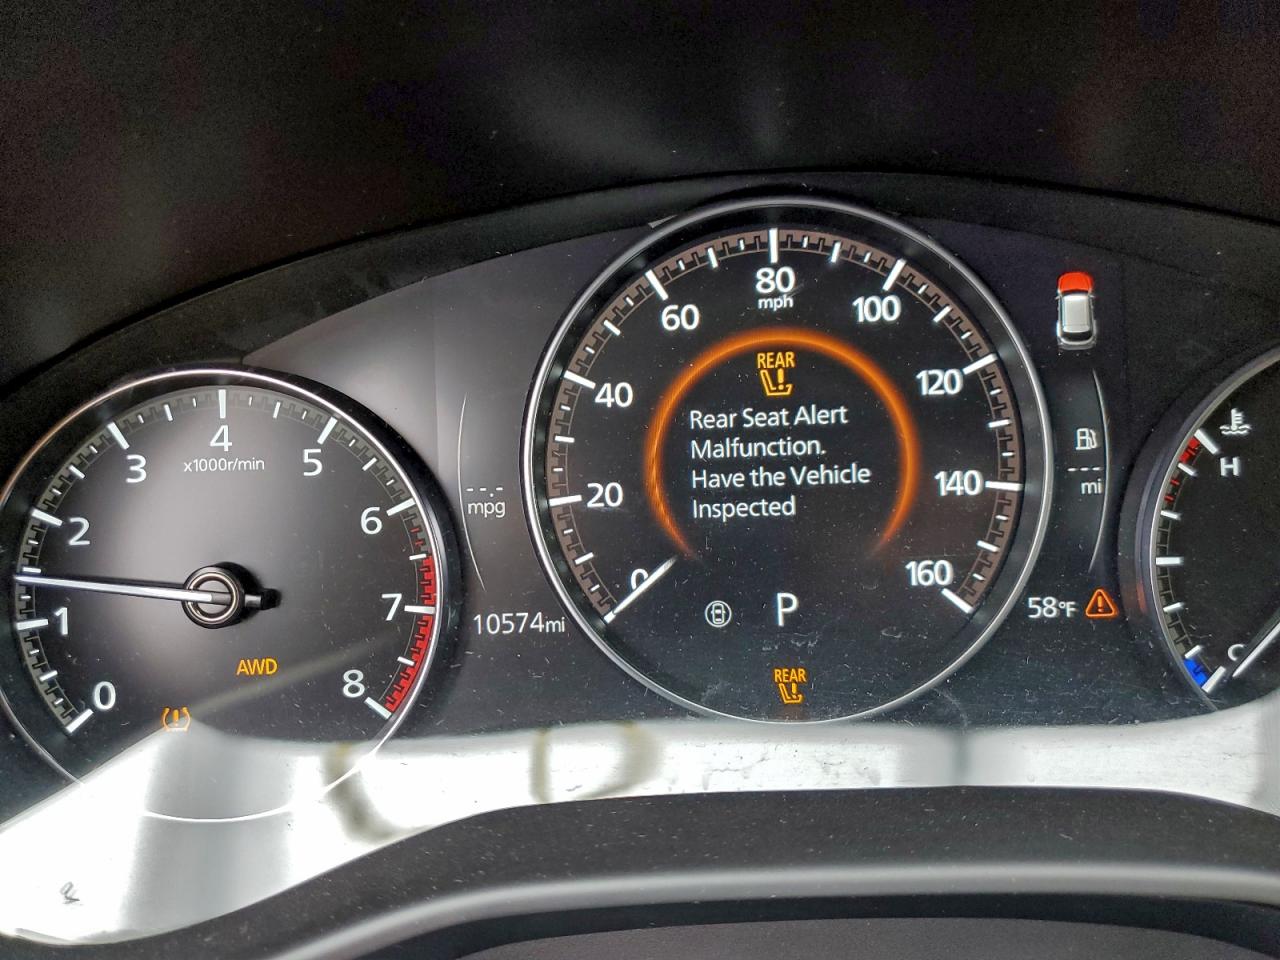 0
1
2
3
4
x1000r/min
5
6
7
8
AWD
--.-
mpg
10574mi
0
20
40
60
80
mph
100
120
140
160
REAR
Rear Seat Alert
Malfunction.
Have the Vehicle
Inspected
P
REAR
---
mi
58°F
H
C